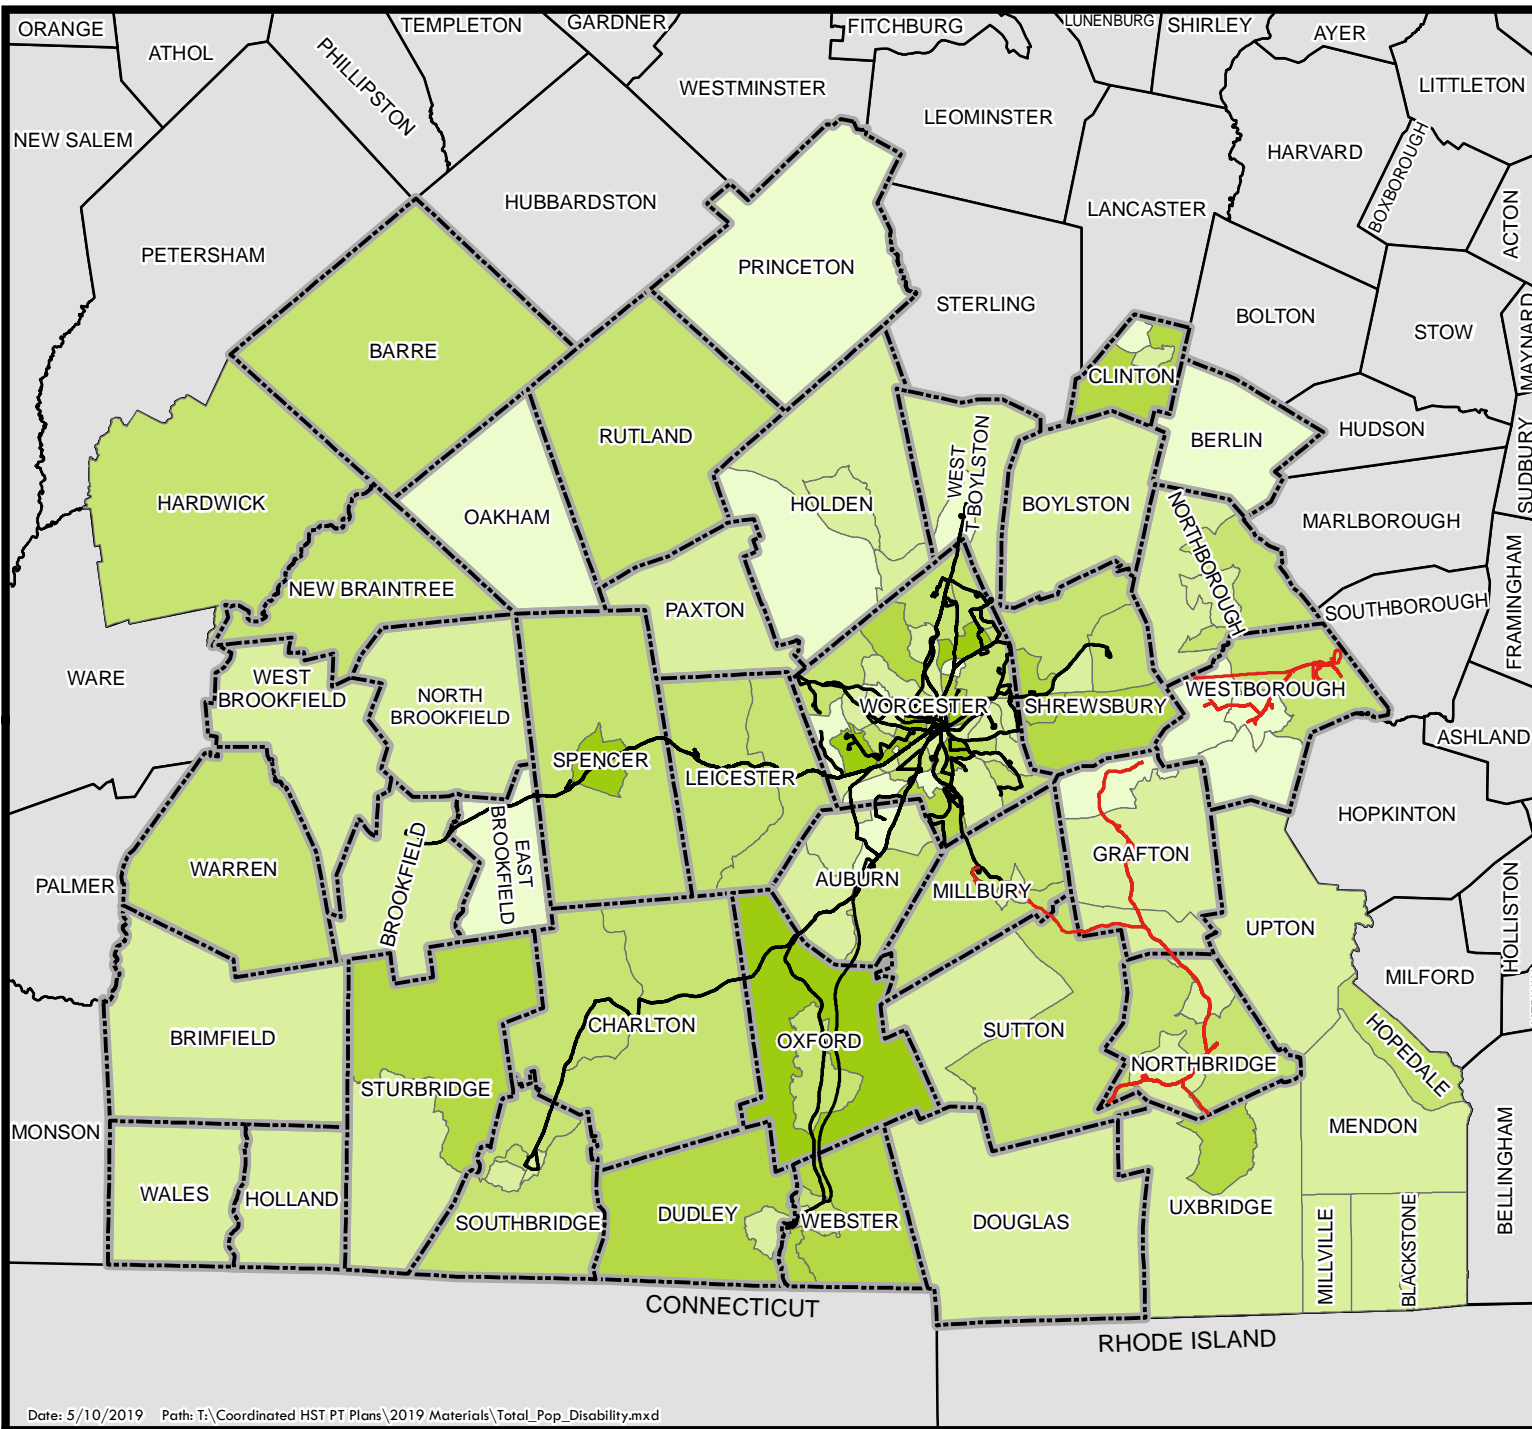 ORANGE
ATHOL
PHILLIPSTON
TEMPLETON
GARDNER
WESTMINSTER
FITCHBURG
LUNENBURG
SHIRLEY
AYER
LITTLETON
NEW SALEM
LEOMINSTER
HARVARD
BOXBOROUGH
ACTON
HUBBARDSTON
LANCASTER
PETERSHAM
PRINCETON
STERLING
BOLTON
STOW
MAYNARD
BARRE
CLINTON
RUTLAND
BERLIN
HUDSON
SUDBURY
HARDWICK
OAKHAM
HOLDEN
WEST
BOYLSTON
BOYLSTON
NORTHBOROUGH
MARLBOROUGH
FRAMINGHAM
NEW BRAINTREE
PAXTON
SOUTHBOROUGH
WARE
WEST
BROOKFIELD
NORTH
BROOKFIELD
WORCESTER
SHREWSBURY
WESTBOROUGH
ASHLAND
SPENCER
LEICESTER
HOPKINTON
WARREN
BROOKFIELD
EAST
BROOKFIELD
AUBURN
MILLBURY
GRAFTON
PALMER
UPTON
HOLLISTON
MILFORD
BRIMFIELD
STURBRIDGE
CHARLTON
OXFORD
SUTTON
NORTHBRIDGE
HOPEDALE
MONSON
MENDON
BELLINGHAM
WALES
HOLLAND
SOUTHBRIDGE
DUDLEY
WEBSTER
DOUGLAS
UXBRIDGE
MILLVILLE
BLACKSTONE
CONNECTICUT
RHODE ISLAND
Date: 5/10/2019 Path: T:\Coordinated HST PT Plans\2019 Materials\Total_Pop_Disability.mxd